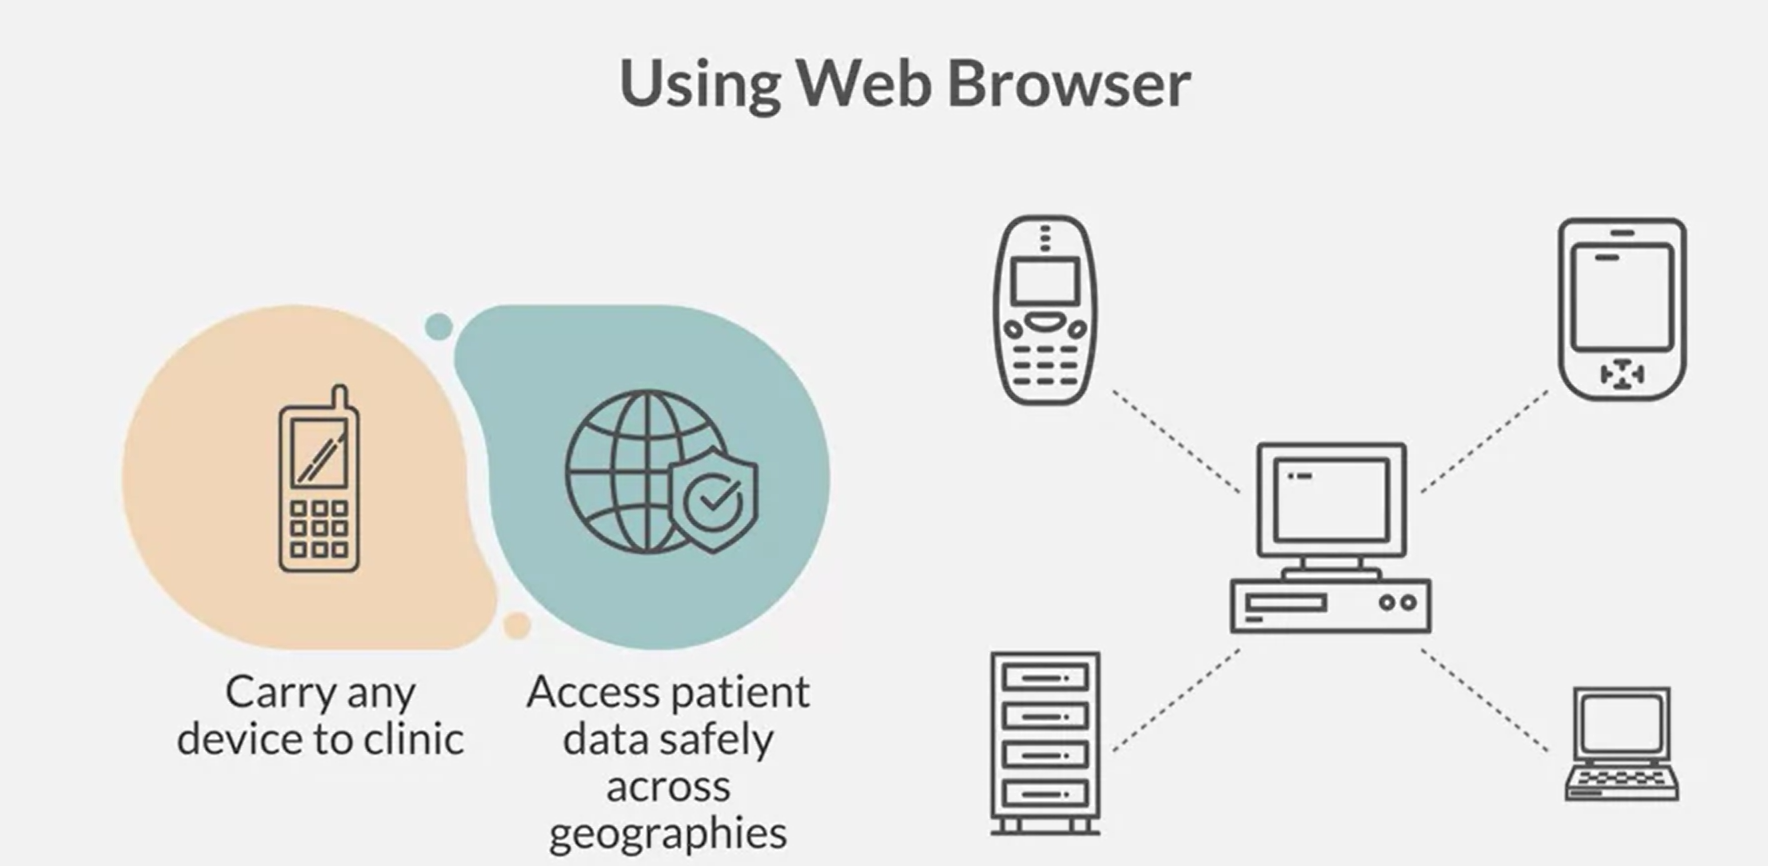 Using Web Browser
Carry any
device to clinic
Access patient
data safely
across
geographies